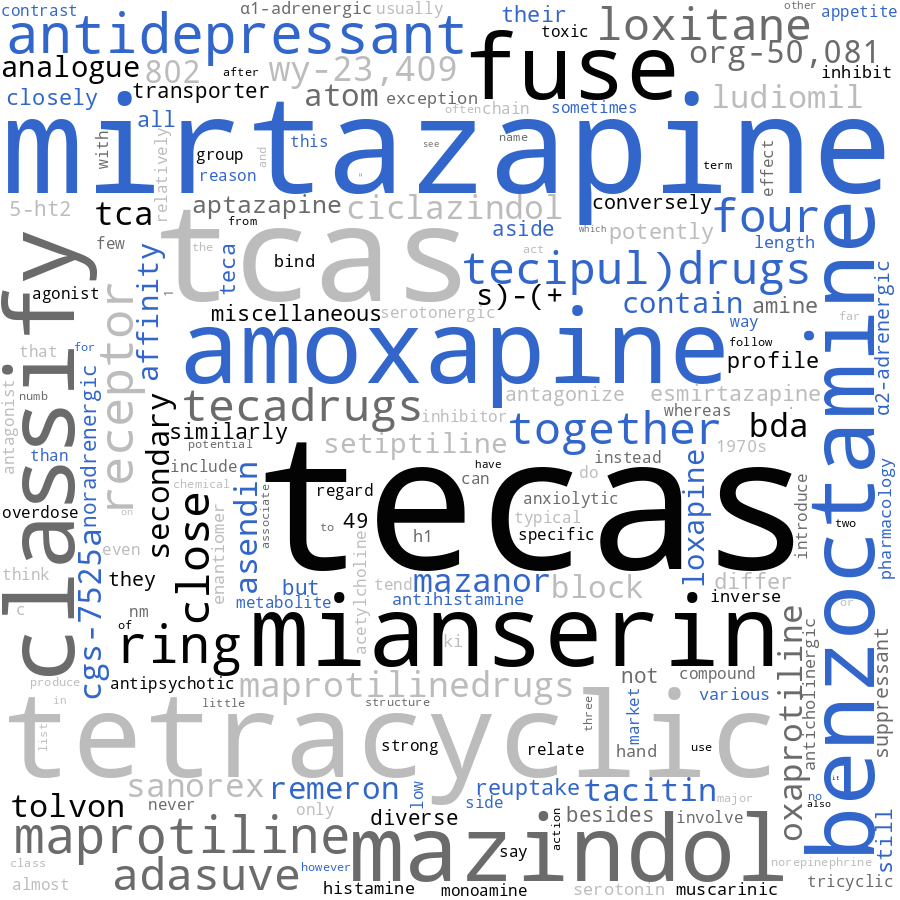 contrast
α1-adrenergic
usually
their
other
appetite
antidepressant
toxic
loxitane
analogue
802
after
wy-23,409
fuse
org-50,081
inhibit
closely
transporter
atom
exception
often
chain
sometimes
ludiomil
all
mirtazapine
with
relatively
group
and
this
see
name
term
effect
reason
"
5-ht2
tca
aptazapine
ciclazindol
conversely
four
from
tcas
aside
which
potently
length
few
the
teca
bind
act
tecipul)drugs
agonist
affinity
1
s)-(+
contain
amine
α2-adrenergic
miscellaneous
serotonergic
way
far
that
for
receptor
amoxapine
follow
profile
benzoctamine
classify
antagonist
numb
than
noradrenergic
tecadrugs
inhibitor
antagonize
esmirtazapine
whereas
.
secondary
similarly
potential
setiptiline
together
bda
1970s
include
chemical
asendin
have
can
instead
do
loxapine
introduce
pharmacology
overdose
on
close
enantiomer
associate
regard
tecas
anxiolytic
to
49
h1
typical
specific
two
even
cgs-7525a
think
they
acetylcholine
but
tend
mazanor
block
differ
metabolite
antihistamine
inverse
or
c
nm
of
ring
mianserin
ki
oxaprotiline
anticholinergic
suppressant
produce
in
antipsychotic
maprotilinedrugs
not
compound
little
structure
three
market
various
list
tetracyclic
strong
relate
hand
use
it
sanorex
remeron
low
reuptake
side
tacitin
major
no
also
tolvon
never
only
diverse
action
besides
involve
still
maprotiline
mazindol
say
class
however
norepinephrine
almost
adasuve
histamine
monoamine
serotonin
muscarinic
tricyclic